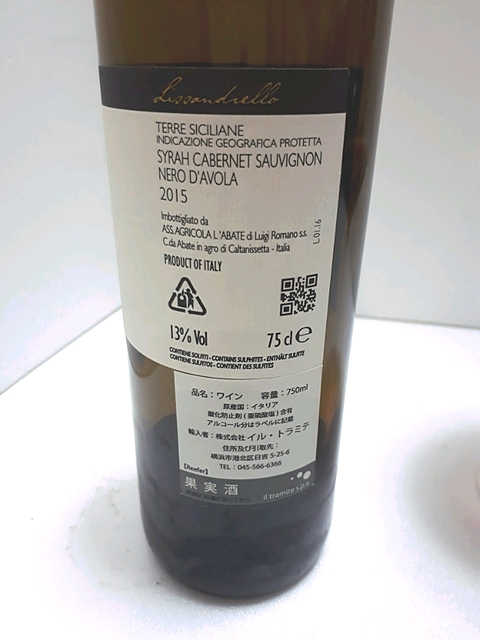 Lissandrello
TERRE SICILIANE
INDICAZIONE GEOGRAFICA PROTETTA
SYRAH CABERNET SAUVIGNON
NERO D'AVOLA
2015
Imbottigliato da
ASS.AGRICOLA L'ABATE di Luigi Romano s.s.
C.da Abate in agro di Caltanissetta - Italia
L 01.16
PRODUCT OF ITALY
13% Vol 75 cl e
CONTIENE SOLFITI - CONTAINS SULPHITES - ENTHÄLT SULFITE
CONTIENE SULFITOS - CONTIENT DES SULFITES
品名：ワイン 容量：750ml
原産国：イタリア
酸化防止剤(亜硫酸塩)含有
アルコール分はラベルに記載
輸入者：株式会社イル・トラミテ
住所及び引取先：
横浜市港北区日吉 5-25-6
【Reefer】 TEL：045-566-6366
果実酒
il tramite s.p.a.